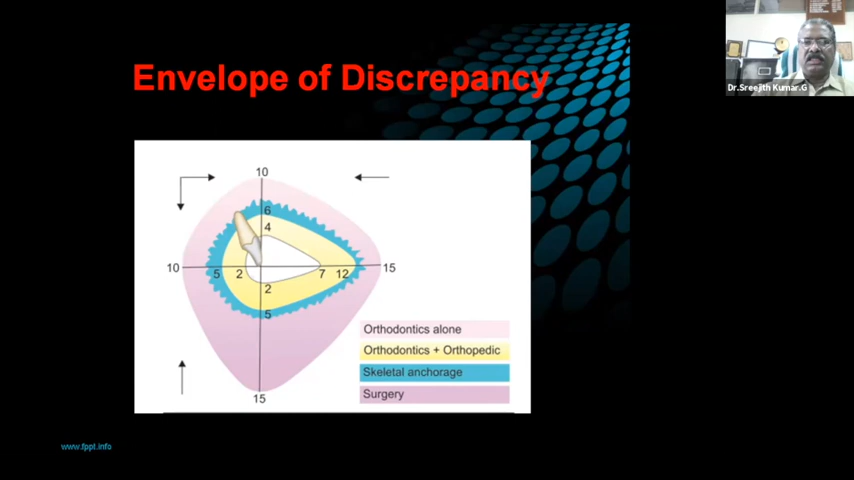 Envelope of Discrepancy
Dr.Sreejith Kumar.G
10
6
4
10
5
2
7
12
15
2
5
15
Orthodontics alone
Orthodontics + Orthopedic
Skeletal anchorage
Surgery
www.fppt.info